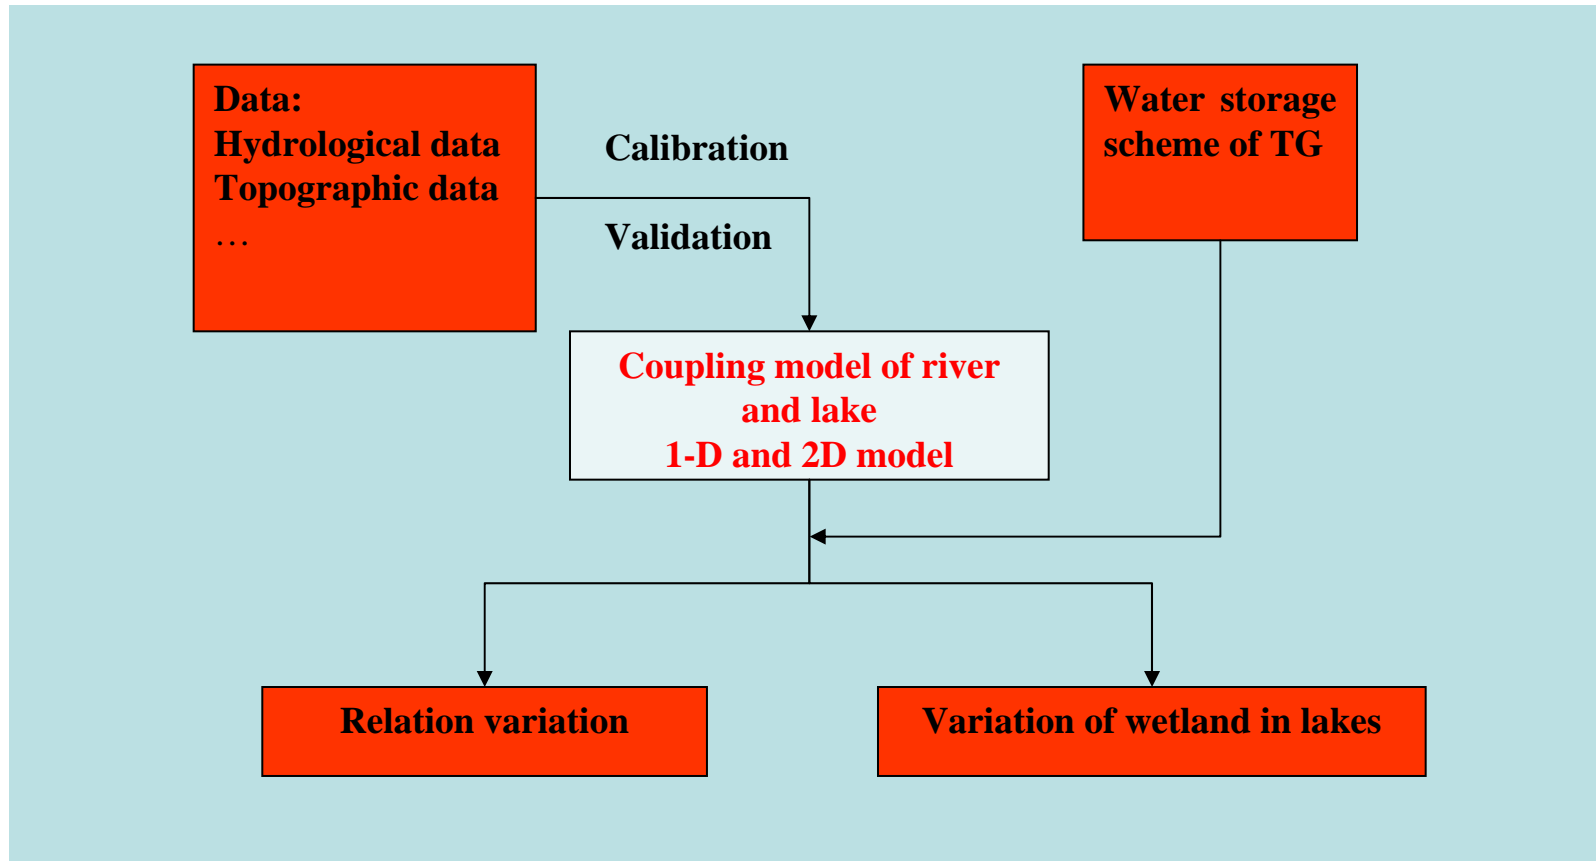 Data:
Hydrological data
Topographic data
…
Calibration
Validation
Water storage
scheme of TG
Coupling model of river
and lake
1-D and 2D model
Relation variation
Variation of wetland in lakes